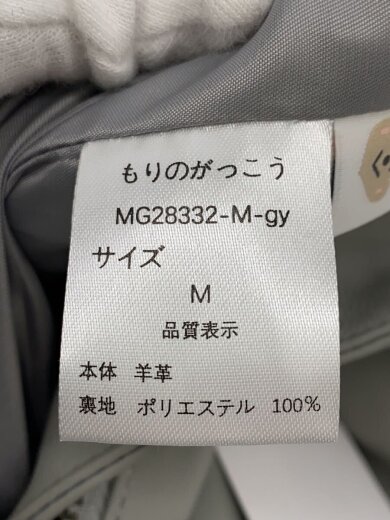 もりのがっこう
MG28332-M-gy
サイズ
M
品質表示
本体 羊革
裏地 ポリエステル 100%